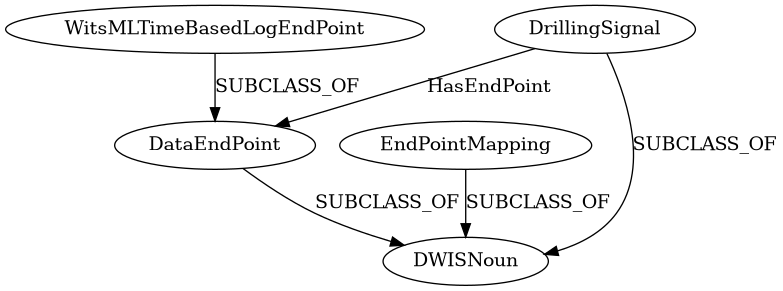 WitsMLTimeBasedLogEndPoint
DrillingSignal
SUBCLASS_OF
HasEndPoint
DataEndPoint
EndPointMapping
SUBCLASS_OF
SUBCLASS_OF
SUBCLASS_OF
DWISNoun